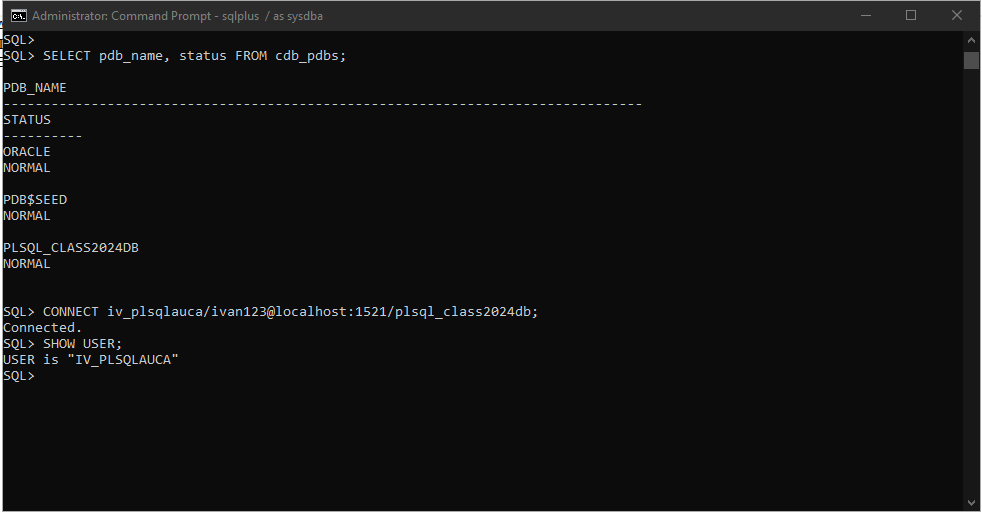 Administrator: Command Prompt - sqlplus / as sysdba
SQL>
SQL> SELECT pdb_name, status FROM cdb_pdbs;
PDB_NAME
--------------------------------------------------------------------------------
STATUS
----------
ORACLE
NORMAL
PDB$SEED
NORMAL
PLSQL_CLASS2024DB
NORMAL
SQL> CONNECT iv_plsqlauca/ivan123@localhost:1521/plsql_class2024db;
Connected.
SQL> SHOW USER;
USER is "IV_PLSQLAUCA"
SQL>